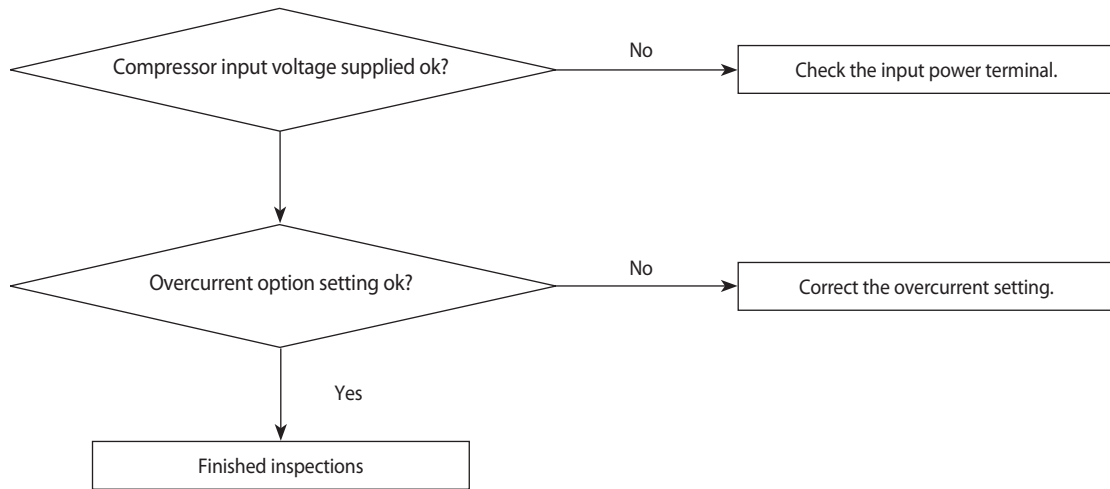 Compressor input voltage supplied ok?
No
Check the input power terminal.
Overcurrent option setting ok?
No
Correct the overcurrent setting.
Yes
Finished inspections